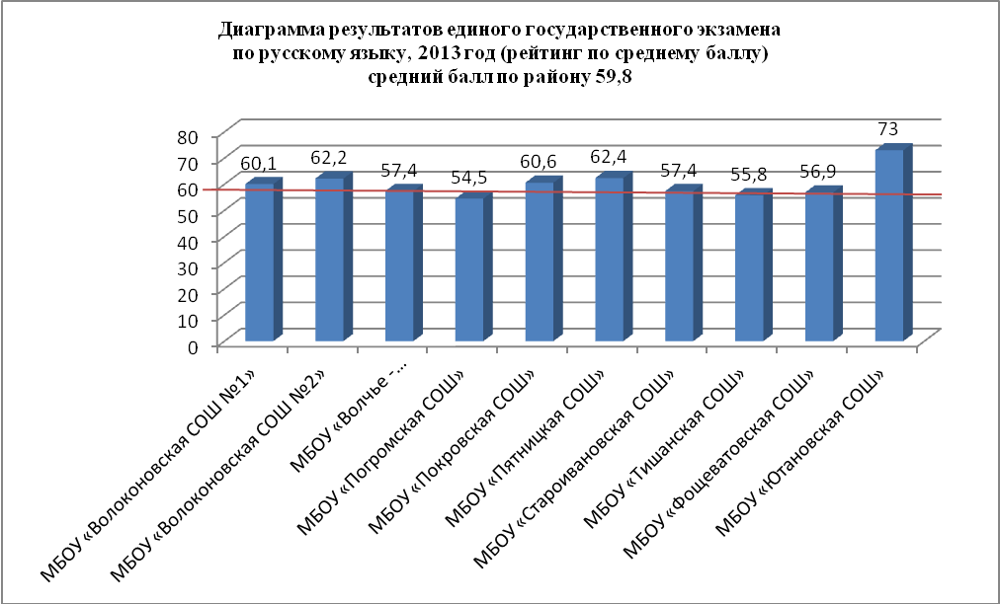 Диаграмма результатов единого государственного экзамена
по русскому языку, 2013 год (рейтинг по среднему баллу)
средний балл по району 59,8
80
70
60
50
40
30
20
10
0
60,1
62,2
57,4
54,5
60,6
62,4
57,4
55,8
56,9
73
МБОУ «Волоконовская СОШ №1»
МБОУ «Волоконовская СОШ №2»
МБОУ «Волчье -...
МБОУ «Погромская СОШ»
МБОУ «Покровская СОШ»
МБОУ «Пятницкая СОШ»
МБОУ «Староивановская СОШ»
МБОУ «Тишанская СОШ»
МБОУ «Фощеватовская СОШ»
МБОУ «Ютановская СОШ»